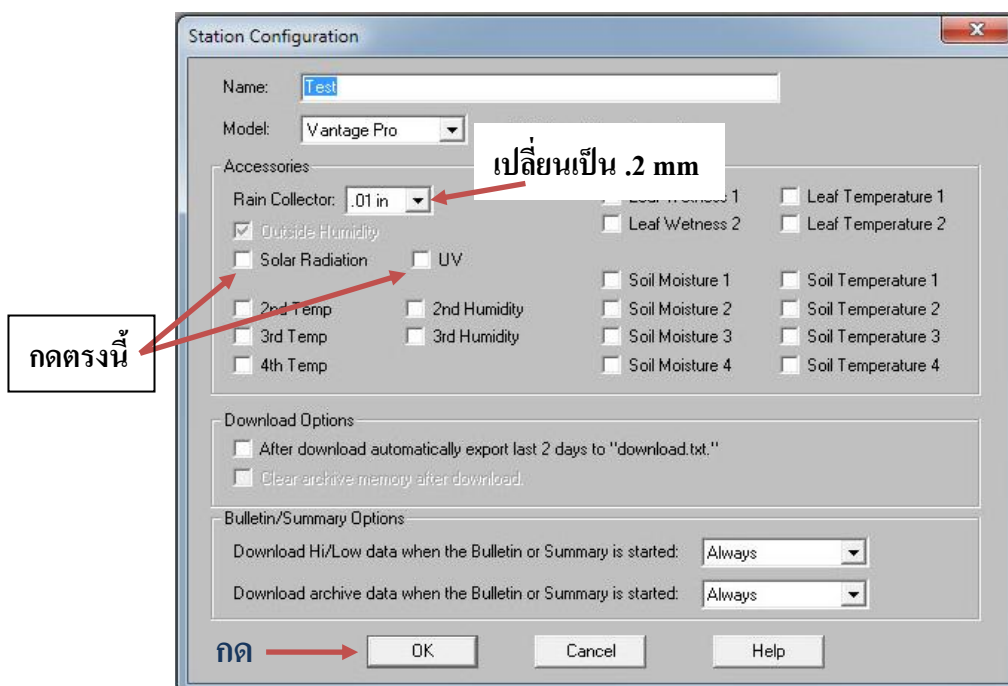 Station Configuration
Name: Test
Model: Vantage Pro
เปลี่ยนเป็น .2 mm
Accessories
Rain Collector: .01 in
Leaf Temperature 1
Outside Humidity
Leaf Wetness 2 Leaf Temperature 2
Solar Radiation UV
Soil Moisture 1 Soil Temperature 1
2nd Temp 2nd Humidity Soil Moisture 2 Soil Temperature 2
กดตรงนี้
3rd Temp 3rd Humidity Soil Moisture 3 Soil Temperature 3
4th Temp Soil Moisture 4 Soil Temperature 4
Download Options
After download automatically export last 2 days to "download.txt."
Clear archive memory after download.
Bulletin/Summary Options
Download Hi/Low data when the Bulletin or Summary is started: Always
Download archive data when the Bulletin or Summary is started: Always
กด OK Cancel Help